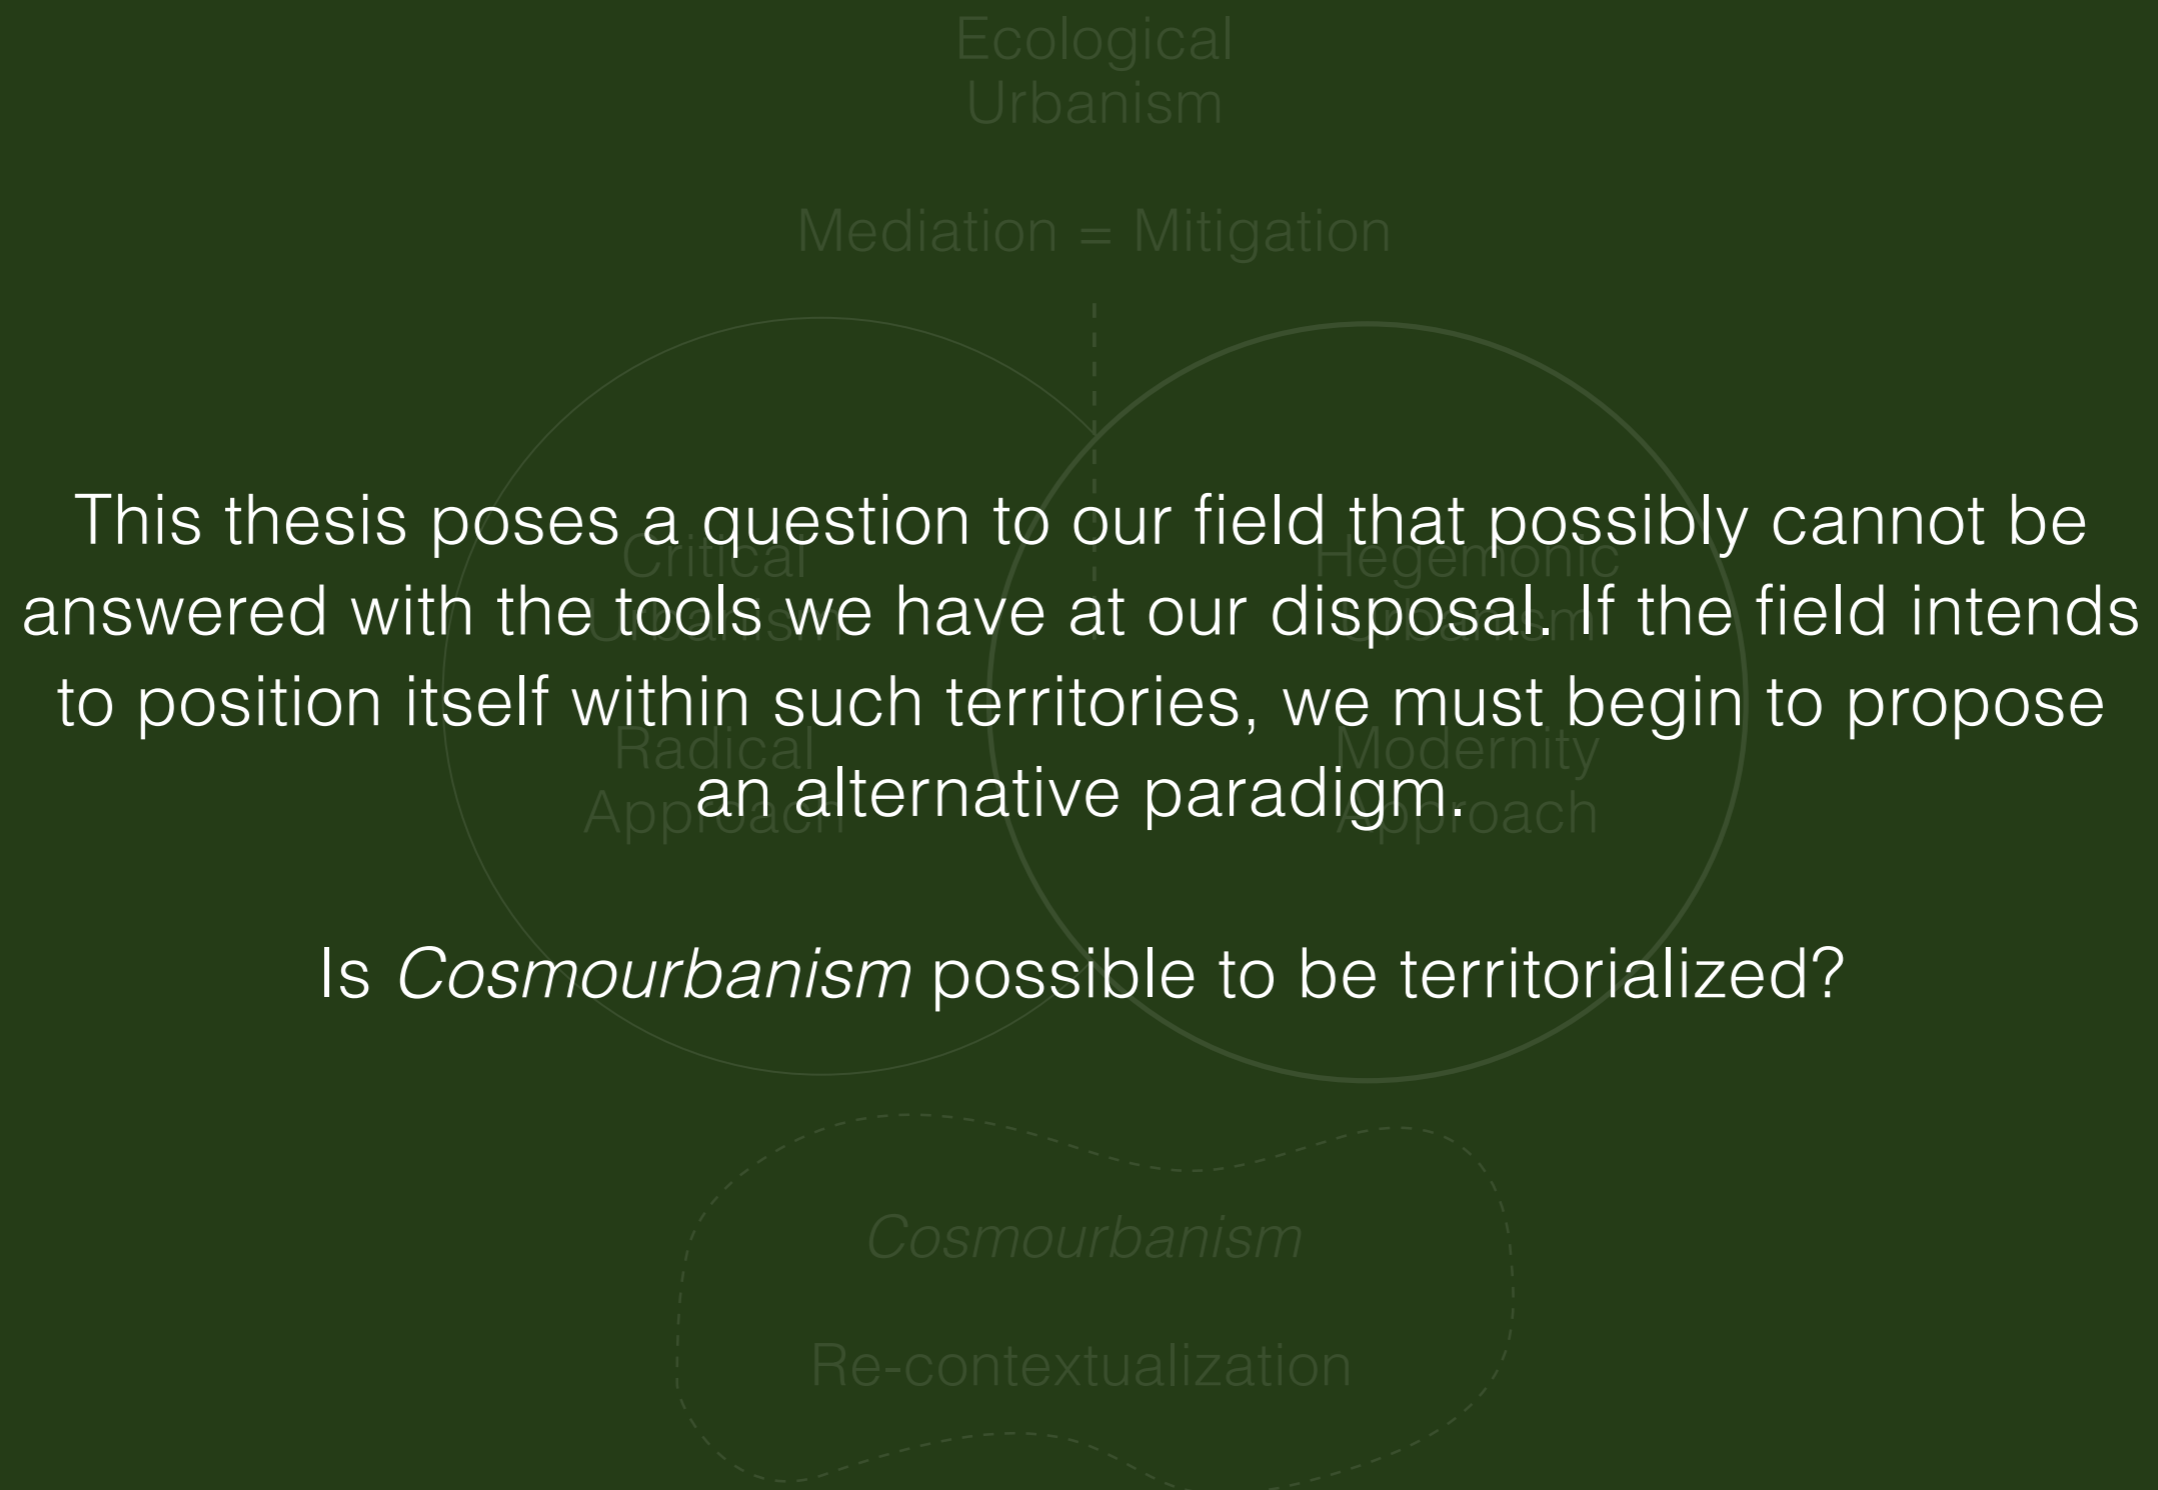 Ecological
Urbanism
Mediation = Mitigation
This thesis poses a question to our field that possibly cannot be
answered with the tools we have at our disposal. If the field intends
to position itself within such territories, we must begin to propose
an alternative paradigm.
Is Cosmourbanism possible to be territorialized?
Critical
Urbanism
Radical
Approach
Hegemonic
Urbanism
Modernity
Approach
Cosmourbanism
Re-contextualization